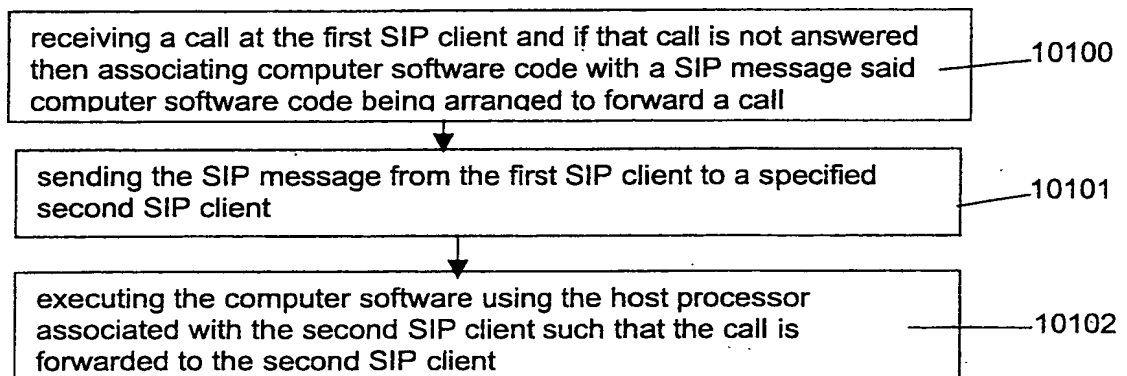 receiving a call at the first SIP client and if that call is not answered
then associating computer software code with a SIP message said
computer software code being arranged to forward a call
10100
sending the SIP message from the first SIP client to a specified
second SIP client
10101
executing the computer software using the host processor
associated with the second SIP client such that the call is
forwarded to the second SIP client
10102